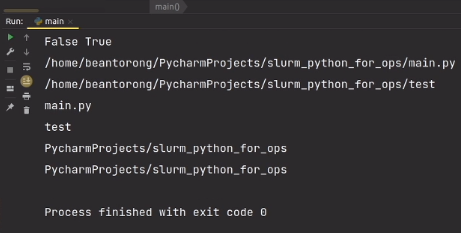 main()
Run: main
False True
/home/beantorong/PycharmProjects/slurm_python_for_ops/main.py
/home/beantorong/PycharmProjects/slurm_python_for_ops/test
main.py
test
PycharmProjects/slurm_python_for_ops
PycharmProjects/slurm_python_for_ops
Process finished with exit code 0